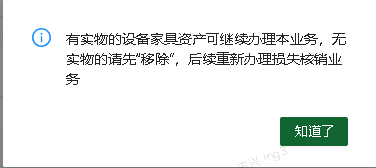 有实物的设备家具资产可继续办理本业务，无
实物的请先“移除”，后续重新办理损失核销业
务
知道了